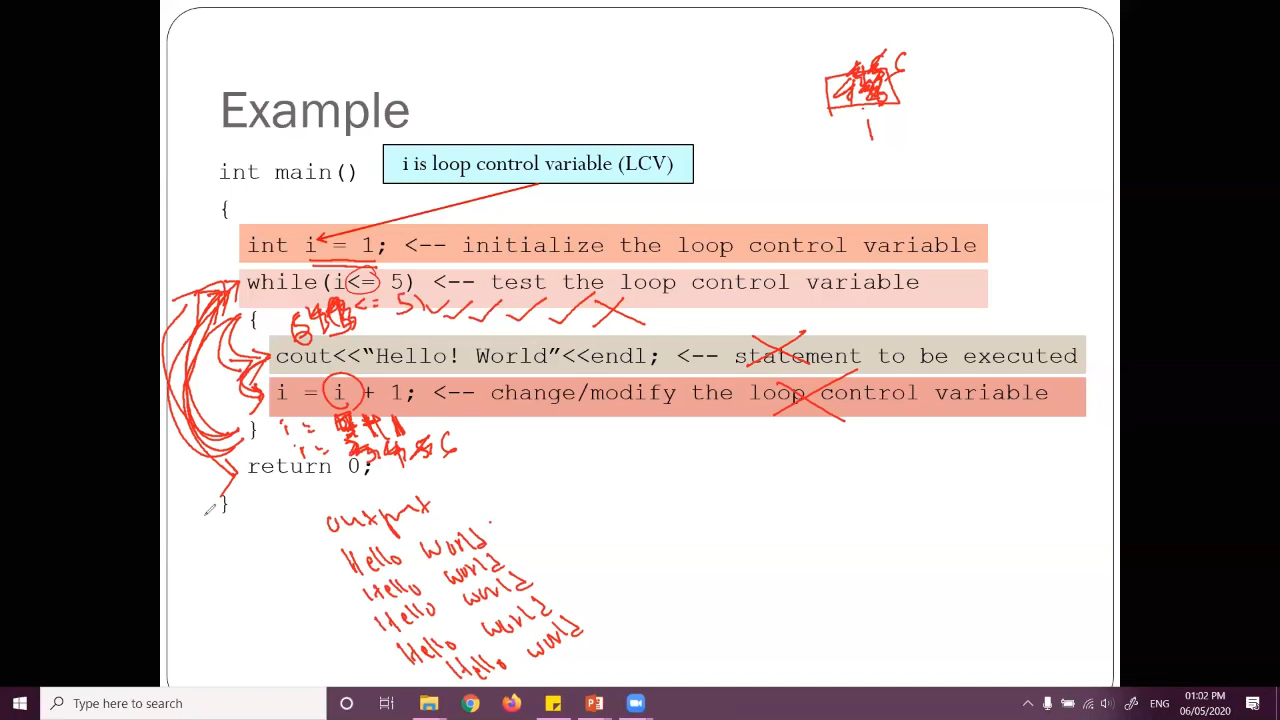 Example
i is loop control variable (LCV)
int main()
{
int i = 1; <-- initialize the loop control variable
while(i<= 5) <-- test the loop control variable
<= 5)
{
cout<<“Hello! World”<<endl; <-- statement to be executed
i = i + 1; <-- change/modify the loop control variable
}
i =
i =
return 0;
}
output
Hello World
Hello world
Hello world
Hello world
Hello world
Type here to search
ENG
01:02 PM
06/05/2020